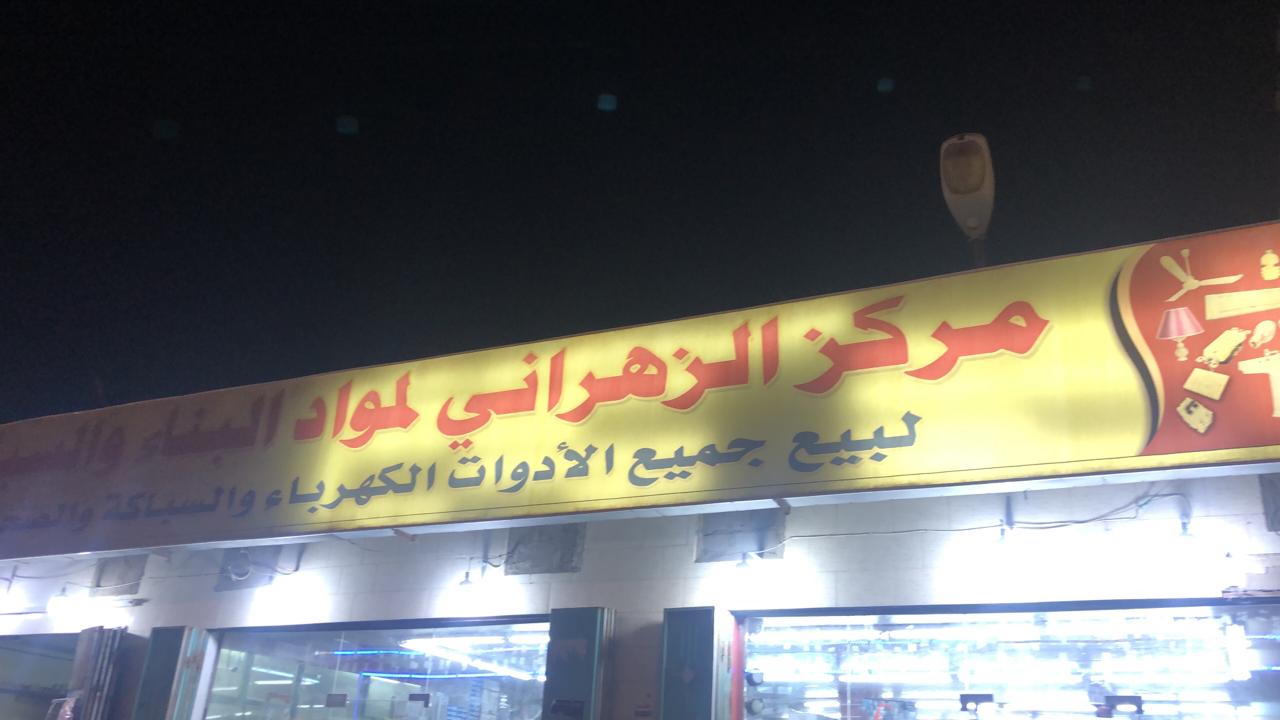 مركز الزهراني لمواد البناء
لبيع جميع الأدوات الكهرباء والسباكة